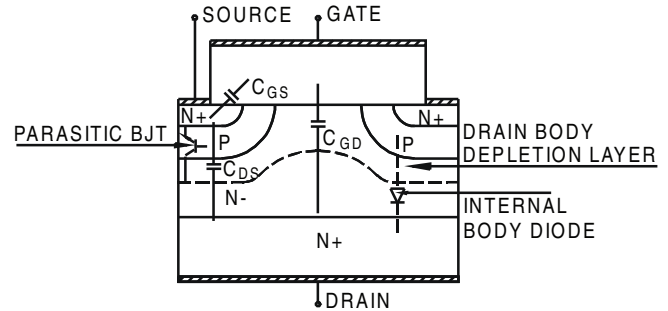 SOURCE
GATE
CGS
N+
N+
PARASITIC BJT
P
CGD
P
DRAIN BODY
DEPLETION LAYER
CDS
N-
INTERNAL
BODY DIODE
N+
DRAIN